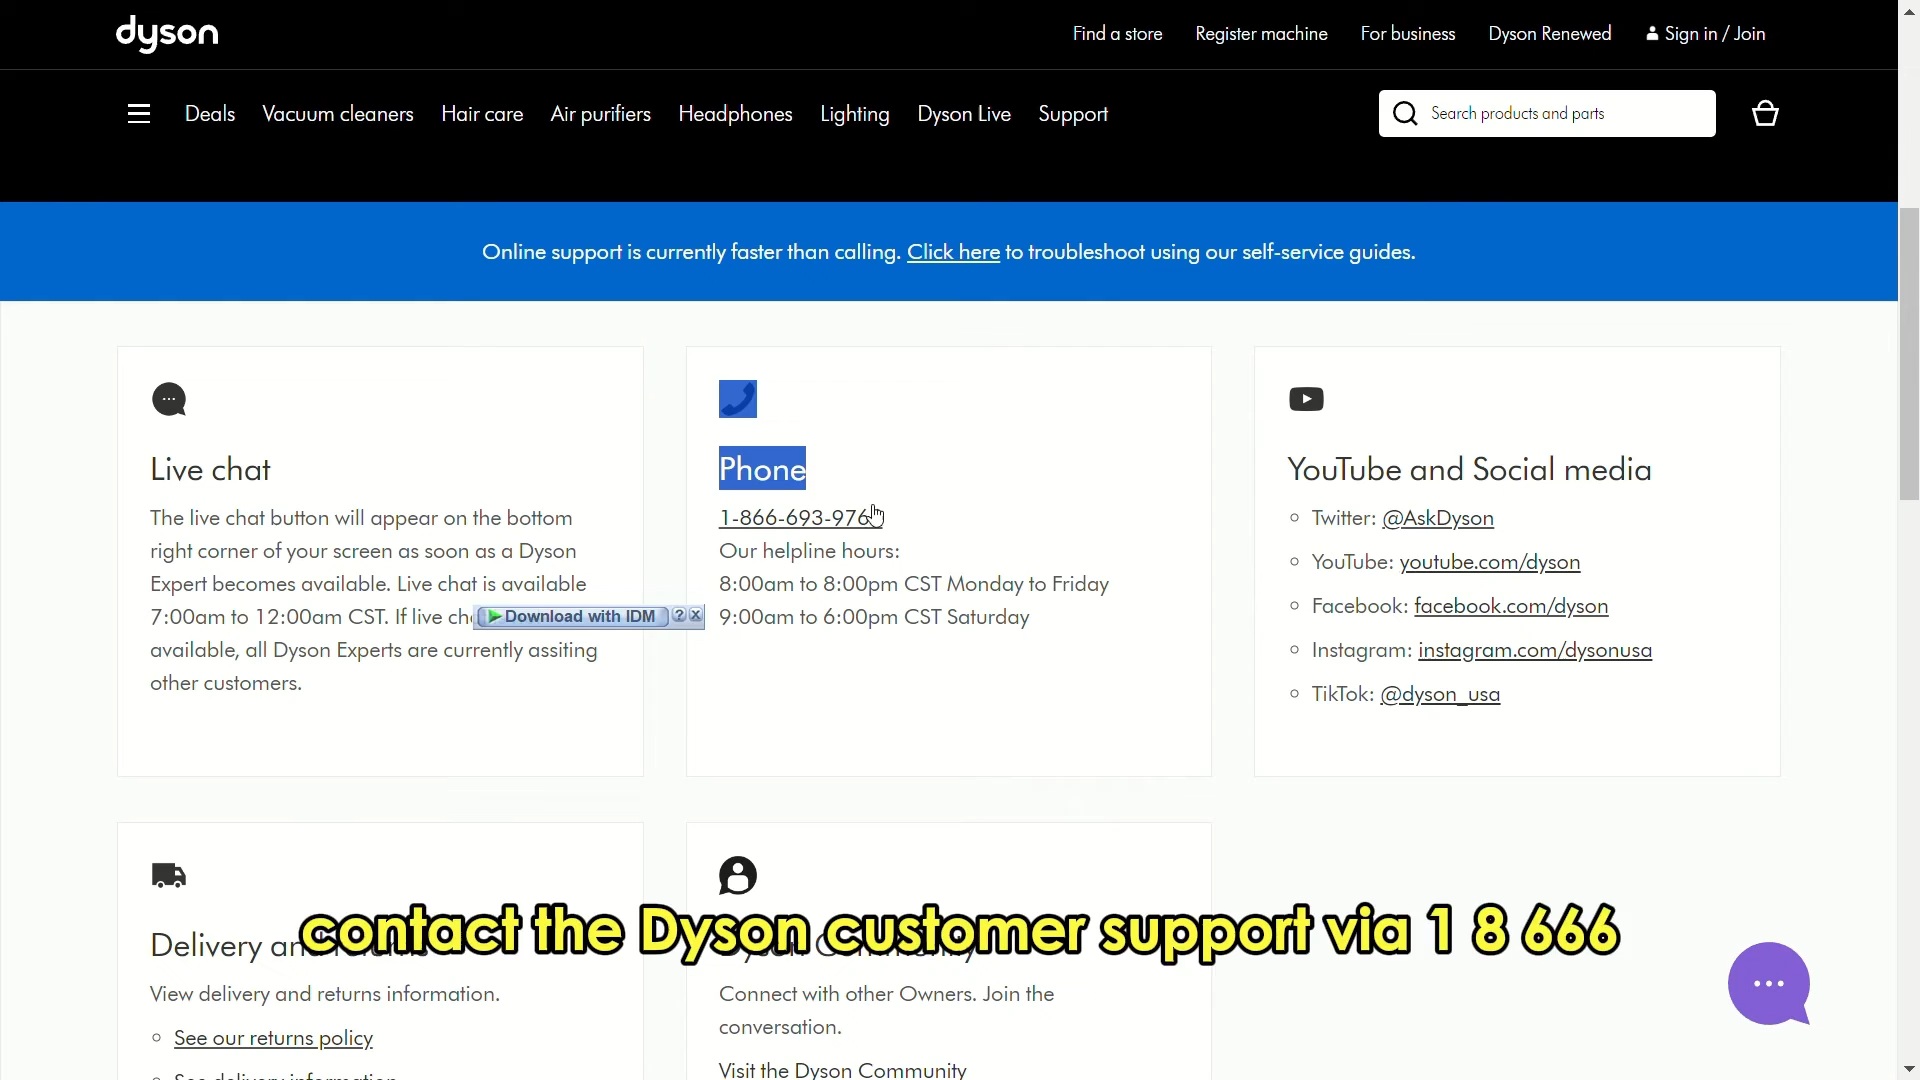 dyson
Find a store
Register machine
For business
Dyson Renewed
Sign in / Join
Deals
Vacuum cleaners
Hair care
Air purifiers
Headphones
Lighting
Dyson Live
Support
Search products and parts
Online support is currently faster than calling. Click here to troubleshoot using our self-service guides.
Live chat
The live chat button will appear on the bottom
right corner of your screen as soon as a Dyson
Expert becomes available. Live chat is available
7:00am to 12:00am CST. If live
available, all Dyson Experts are currently assiting
other customers.
Download with IDM
Phone
1-866-693-976
Our helpline hours:
8:00am to 8:00pm CST Monday to Friday
9:00am to 6:00pm CST Saturday
YouTube and Social media
Twitter: @AskDyson
YouTube: youtube.com/dyson
Facebook: facebook.com/dyson
Instagram: instagram.com/dysonusa
TikTok: @dyson_usa
Delivery
contact the Dyson customer support via 1 8 666
View delivery and returns information.
See our returns policy
See delivery information
Connect with other Owners. Join the
conversation.
Visit the Dyson Community